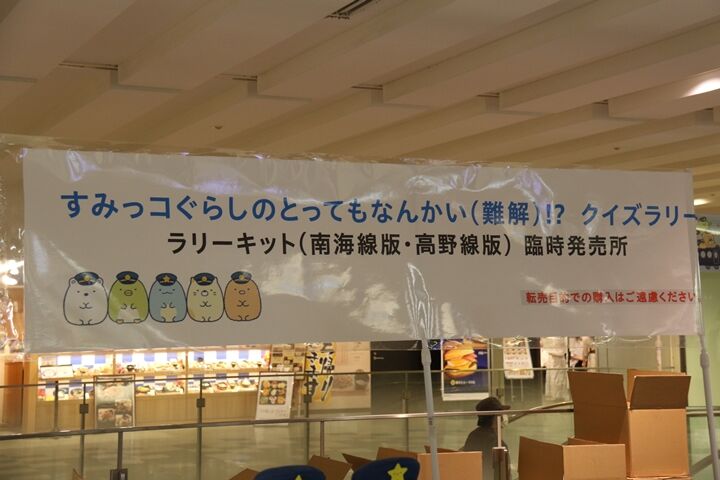 すみっコぐらしのとってもなんかい(難解)!? クイズラリー
ラリーキット(南海線版・高野線版) 臨時発売所
転売目的での購入はご遠慮ください